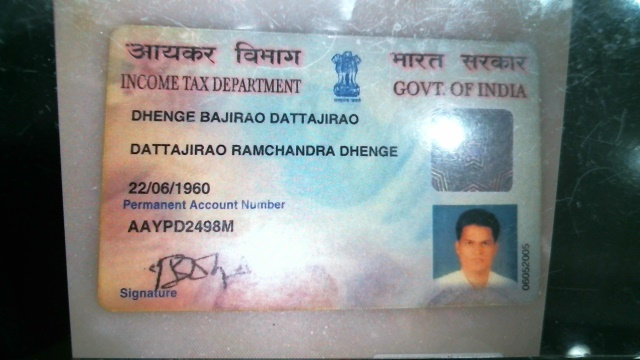 आयकर विभाग भारत सरकार
INCOME TAX DEPARTMENT GOVT. OF INDIA
DHENGE BAJIRAO DATTAJIRAO
DATTAJIRAO RAMCHANDRA DHENGE
22/06/1960
Permanent Account Number
AAYPD2498M
Signature
06052005